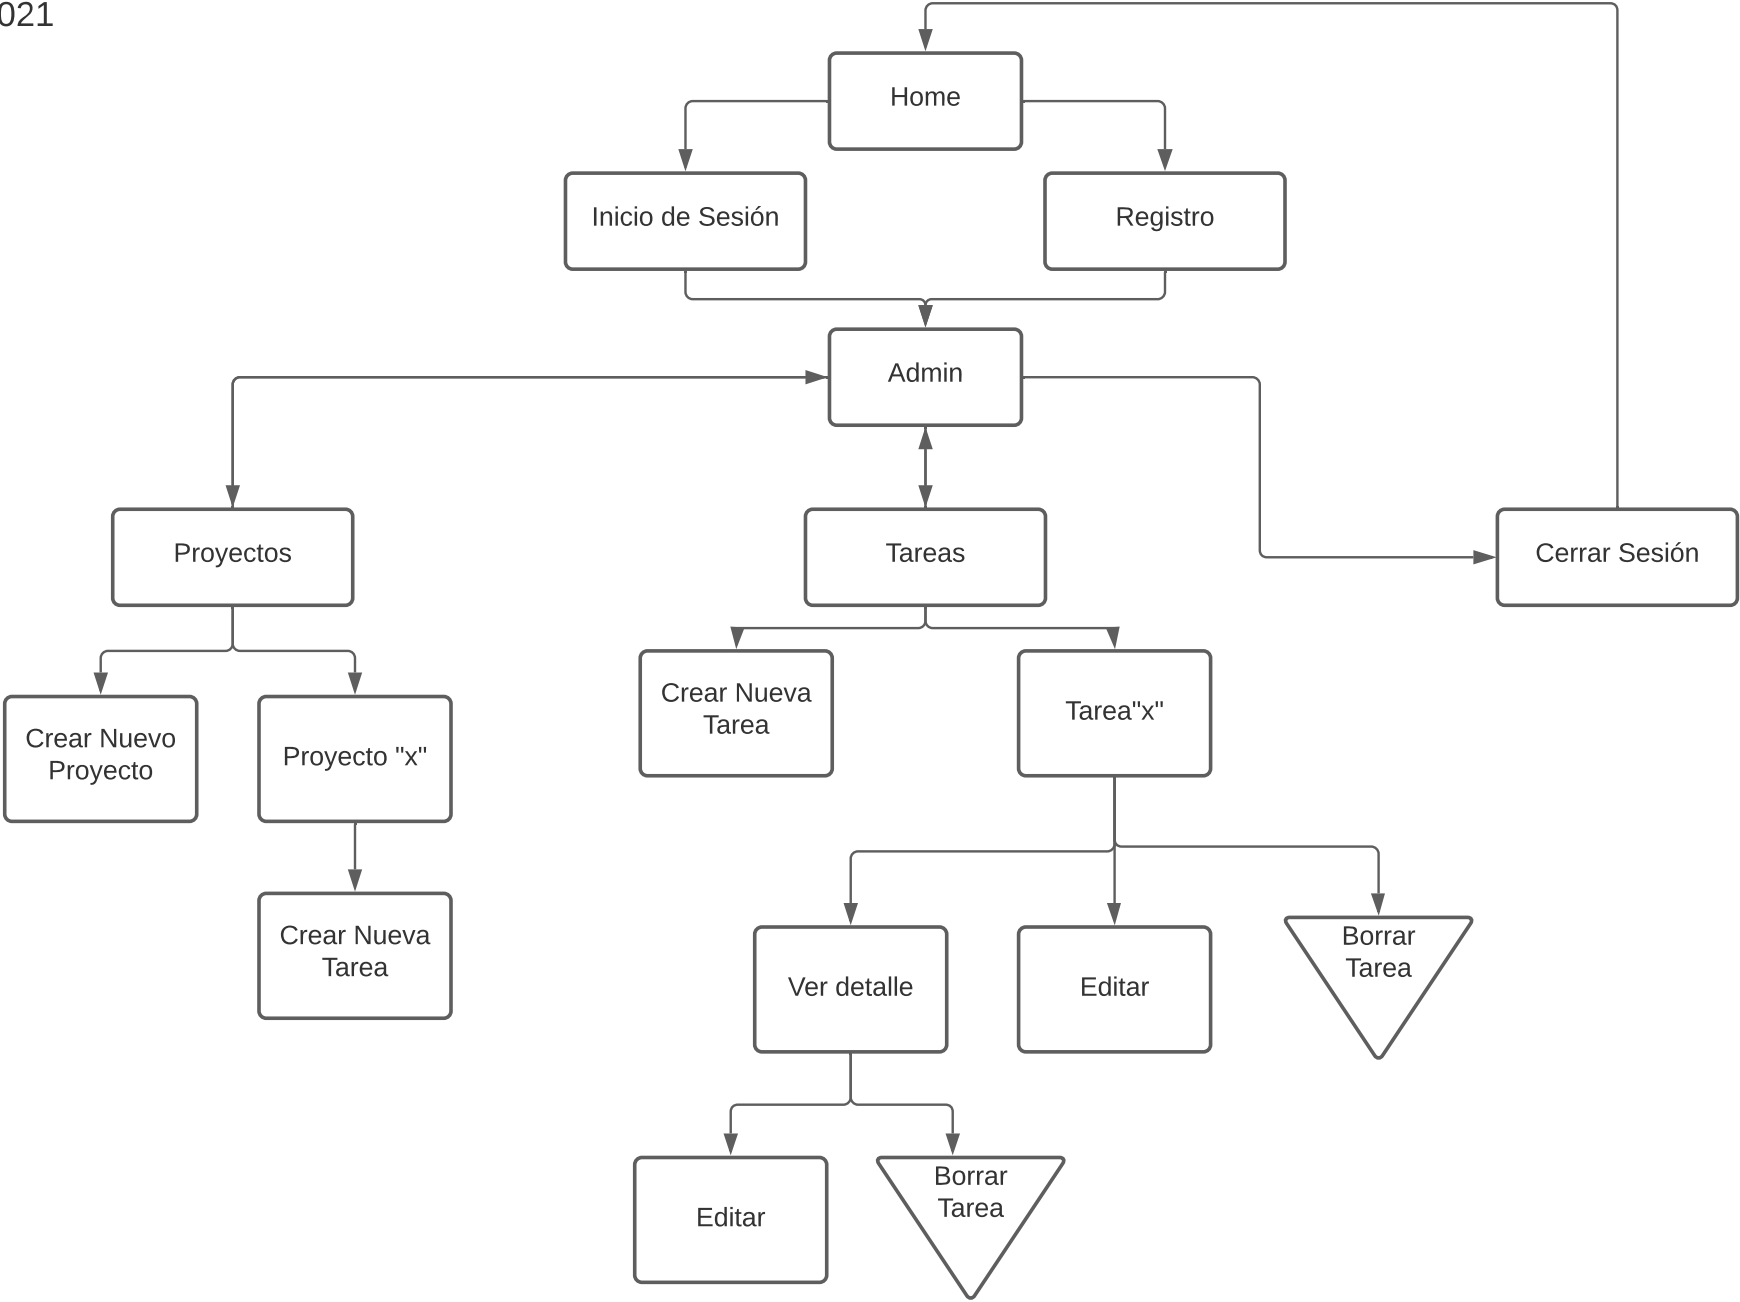 021
Home
Inicio de Sesión
Registro
Admin
Proyectos
Tareas
Cerrar Sesión
Crear Nuevo
Proyecto
Proyecto "x"
Crear Nueva
Tarea
Tarea"x"
Crear Nueva
Tarea
Ver detalle
Editar
Borrar
Tarea
Editar
Borrar
Tarea